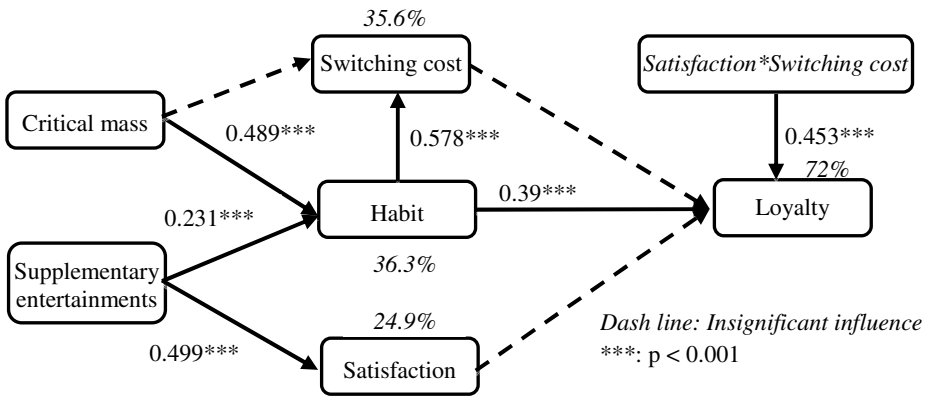 35.6%
Switching cost
Satisfaction*Switching cost
Critical mass
0.489***
0.578***
0.453***
72%
0.231***
Habit
0.39***
Loyalty
36.3%
Supplementary
entertainments
24.9%
0.499***
Satisfaction
Dash line: Insignificant influence
***: p < 0.001